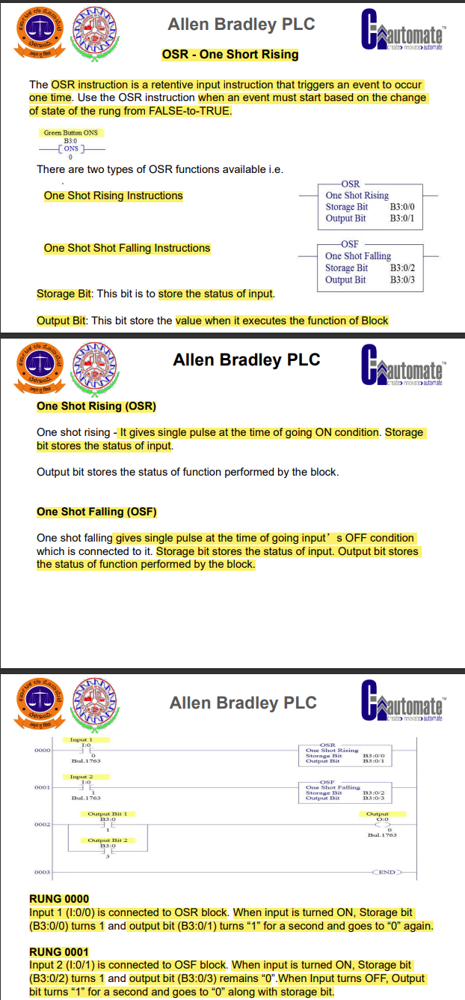 Allen Bradley PLC
C automate™
create innovate automate
OSR - One Short Rising
The OSR instruction is a retentive input instruction that triggers an event to occur
one time. Use the OSR instruction when an event must start based on the change
of state of the rung from FALSE-to-TRUE.
Green Button ONS
B3:0
ONS
0
There are two types of OSR functions available i.e.
.
One Shot Rising Instructions
OSR
One Shot Rising
Storage Bit B3:0/0
Output Bit B3:0/1
One Shot Shot Falling Instructions
OSF
One Shot Falling
Storage Bit B3:0/2
Output Bit B3:0/3
Storage Bit: This bit is to store the status of input.
Output Bit: This bit store the value when it executes the function of Block
Allen Bradley PLC
C automate™
create innovate automate
One Shot Rising (OSR)
One shot rising - It gives single pulse at the time of going ON condition. Storage
bit stores the status of input.
Output bit stores the status of function performed by the block.
One Shot Falling (OSF)
One shot falling gives single pulse at the time of going input’s OFF condition
which is connected to it. Storage bit stores the status of input. Output bit stores
the status of function performed by the block.
Allen Bradley PLC
C automate™
create innovate automate
Input 1
I:0
0000
0
Bul.1763
OSR
One Shot Rising
Storage Bit B3:0/0
Output Bit B3:0/1
Input 2
I:0
0001
1
Bul.1763
OSF
One Shot Falling
Storage Bit B3:0/2
Output Bit B3:0/3
Output Bit 1
B3:0
0002
1
Output Bit 2
B3:0
3
Output
O:0
0
Bul.1763
0003
END
RUNG 0000
Input 1 (I:0/0) is connected to OSR block. When input is turned ON, Storage bit
(B3:0/0) turns 1 and output bit (B3:0/1) turns “1” for a second and goes to “0” again.
RUNG 0001
Input 2 (I:0/1) is connected to OSF block. When input is turned ON, Storage bit
(B3:0/2) turns 1 and output bit (B3:0/3) remains “0”.When Input turns OFF, Output
bit turns “1” for a second and goes to “0” along with storage bit.